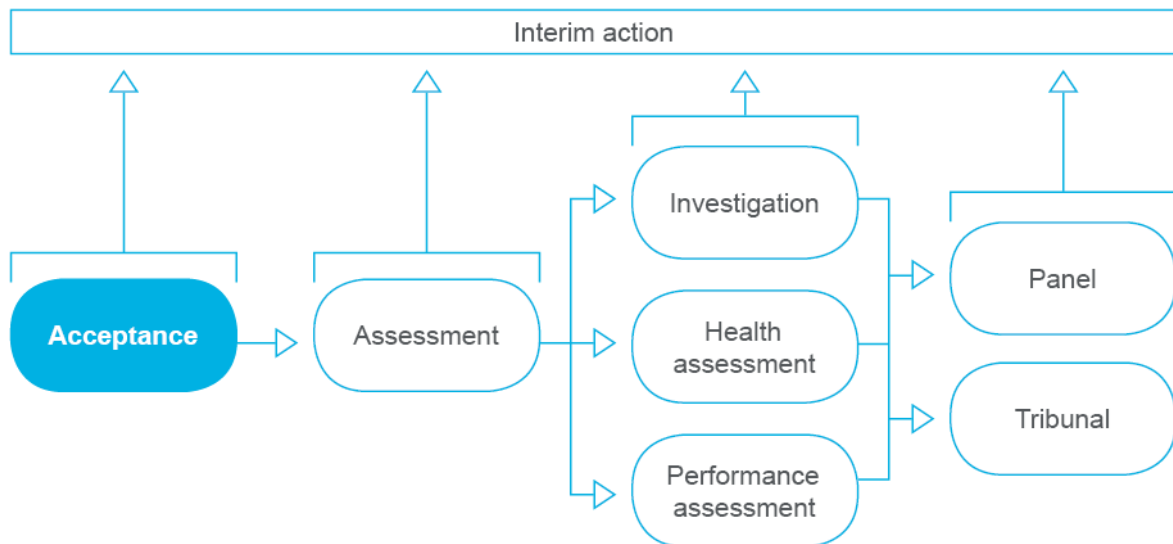 Interim action
Acceptance
Assessment
Investigation
Health
assessment
Performance
assessment
Panel
Tribunal